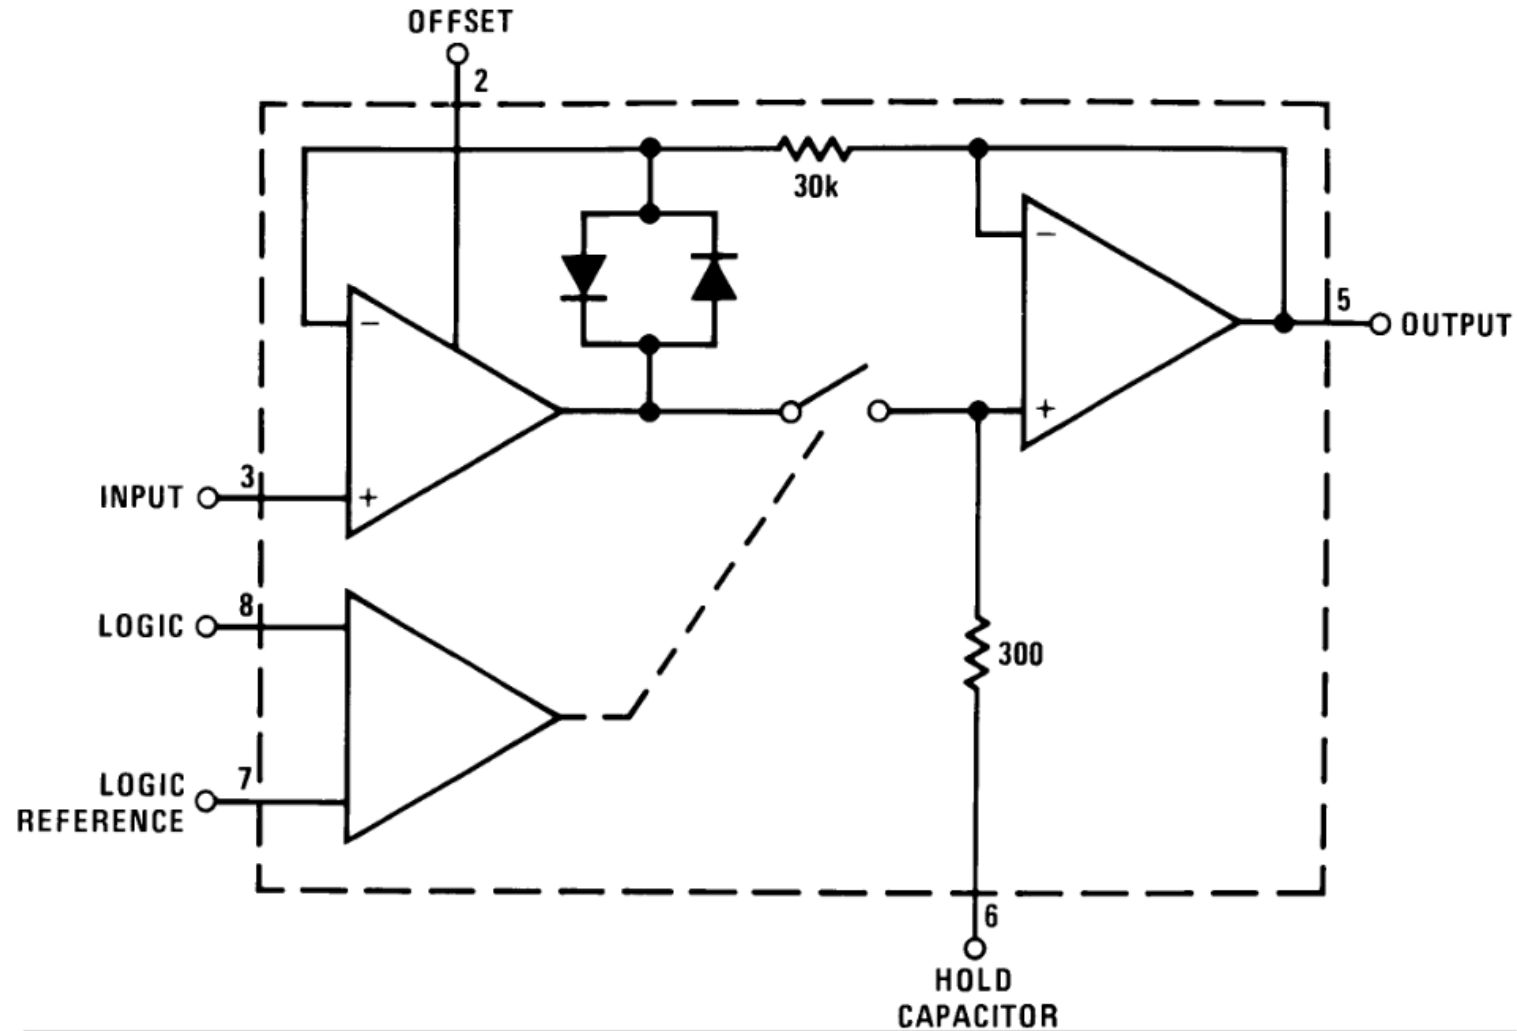 OFFSET
2
30k
−
−
5
OUTPUT
+
3
INPUT
+
8
LOGIC
300
7
LOGIC
REFERENCE
6
HOLD
CAPACITOR